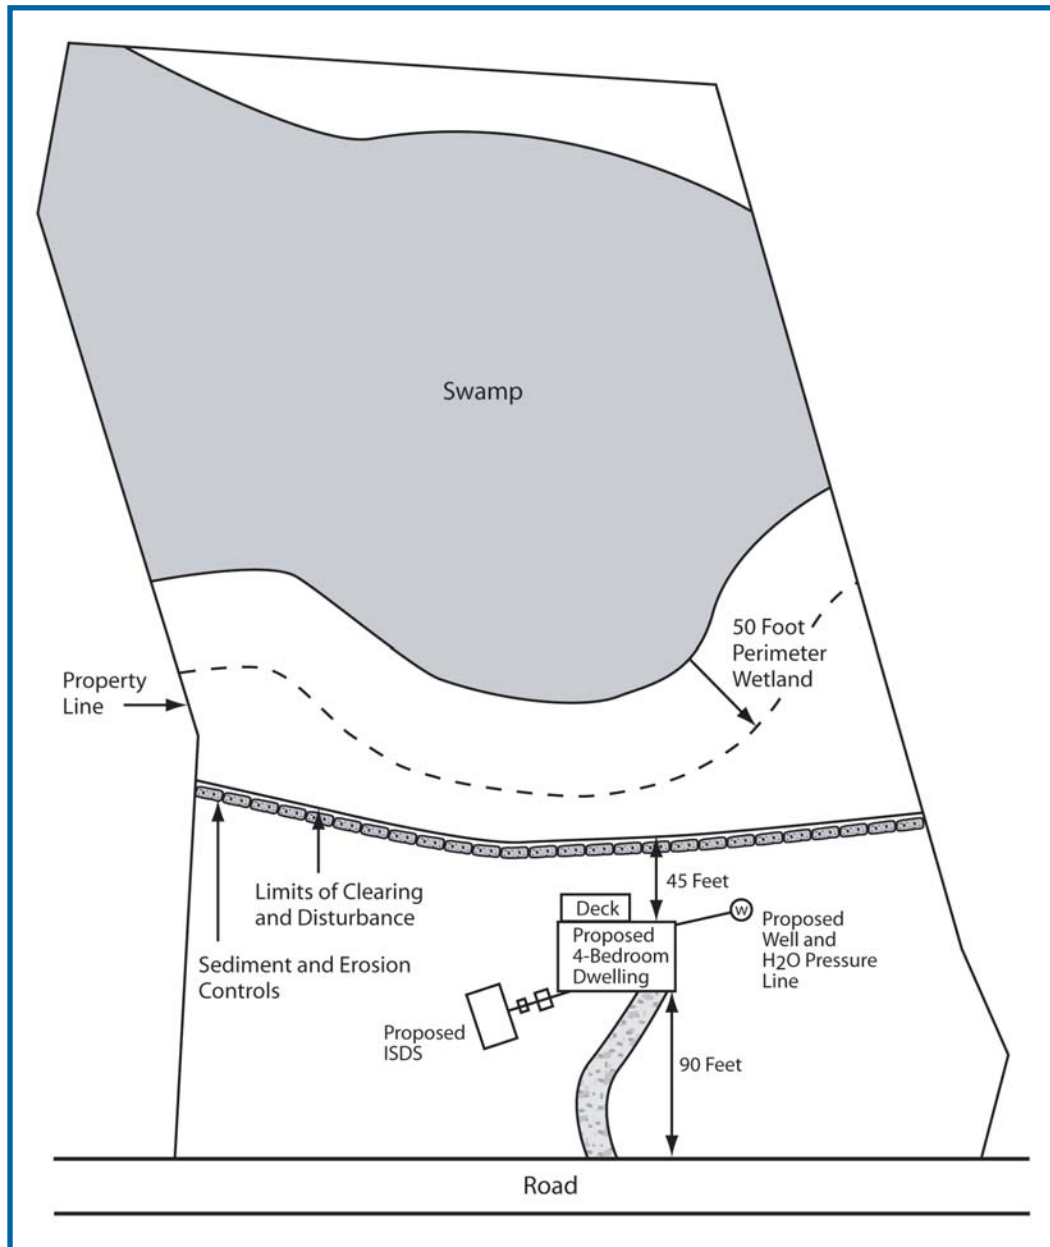 Swamp
50 Foot
Perimeter
Wetland
Property
Line
45 Feet
Limits of Clearing
and Disturbance
Deck
W
Proposed
Well and
H2O Pressure
Line
Proposed
4-Bedroom
Dwelling
Sediment and Erosion
Controls
Proposed
ISDS
90 Feet
Road